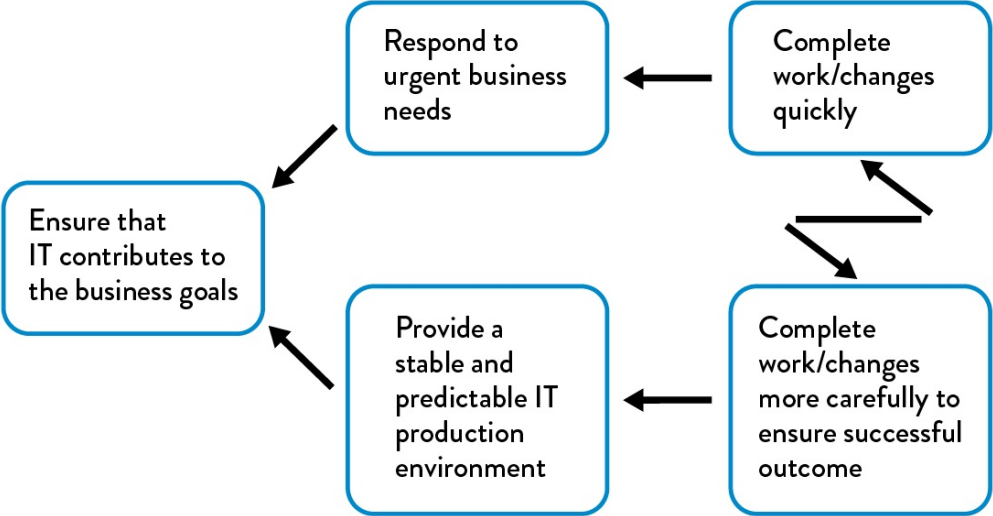 Respond to
urgent business
needs
Complete
work/changes
quickly
Ensure that
IT contributes to
the business goals
Provide a
stable and
predictable IT
production
environment
Complete
work/changes
more carefully to
ensure successful
outcome